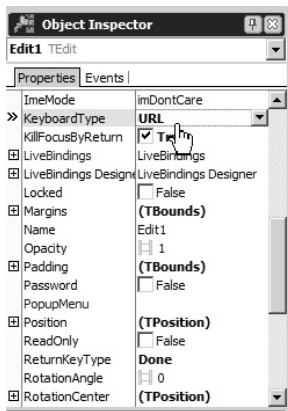 Object Inspector
Edit1 TEdit
Properties Events
ImeMode imDontCare
KeyboardType URL
KillFocusByReturn
LiveBindings LiveBindings
LiveBindings Designe LiveBindings Designer
Locked False
Margins (TBounds)
Name Edit1
Opacity 1
Padding (TBounds)
Password False
PopupMenu
Position (TPosition)
ReadOnly False
ReturnKeyType Done
RotationAngle 0
RotationCenter (TPosition)